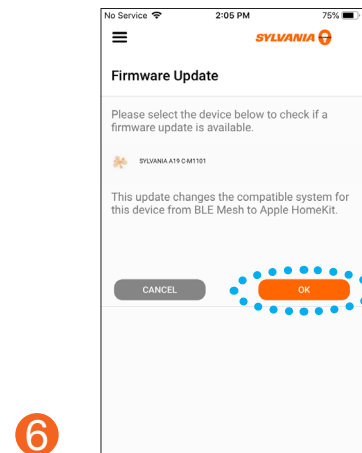 No Service 2:05 PM 75%
SYLVANIA
Firmware Update
Please select the device below to check if a
firmware update is available.
SYLVANIA A19 C-M1101
This update changes the compatible system for
this device from BLE Mesh to Apple HomeKit.
CANCEL OK
6